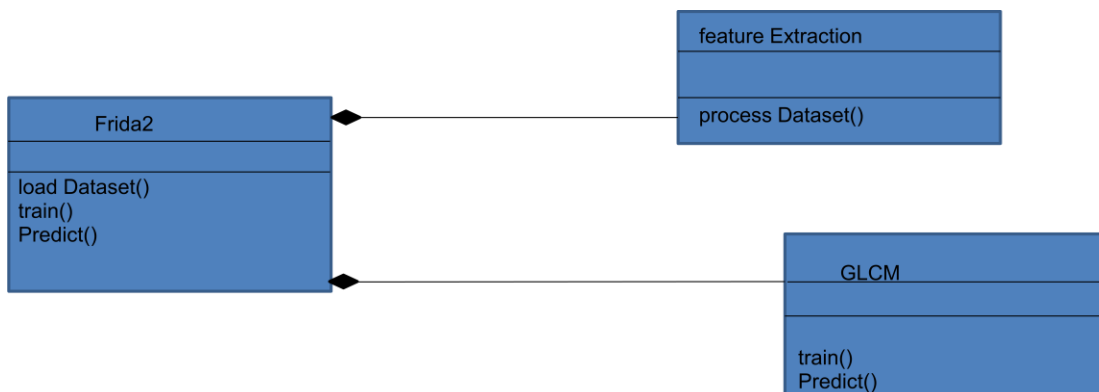 feature Extraction
process Dataset()
Frida2
load Dataset()
train()
Predict()
GLCM
train()
Predict()